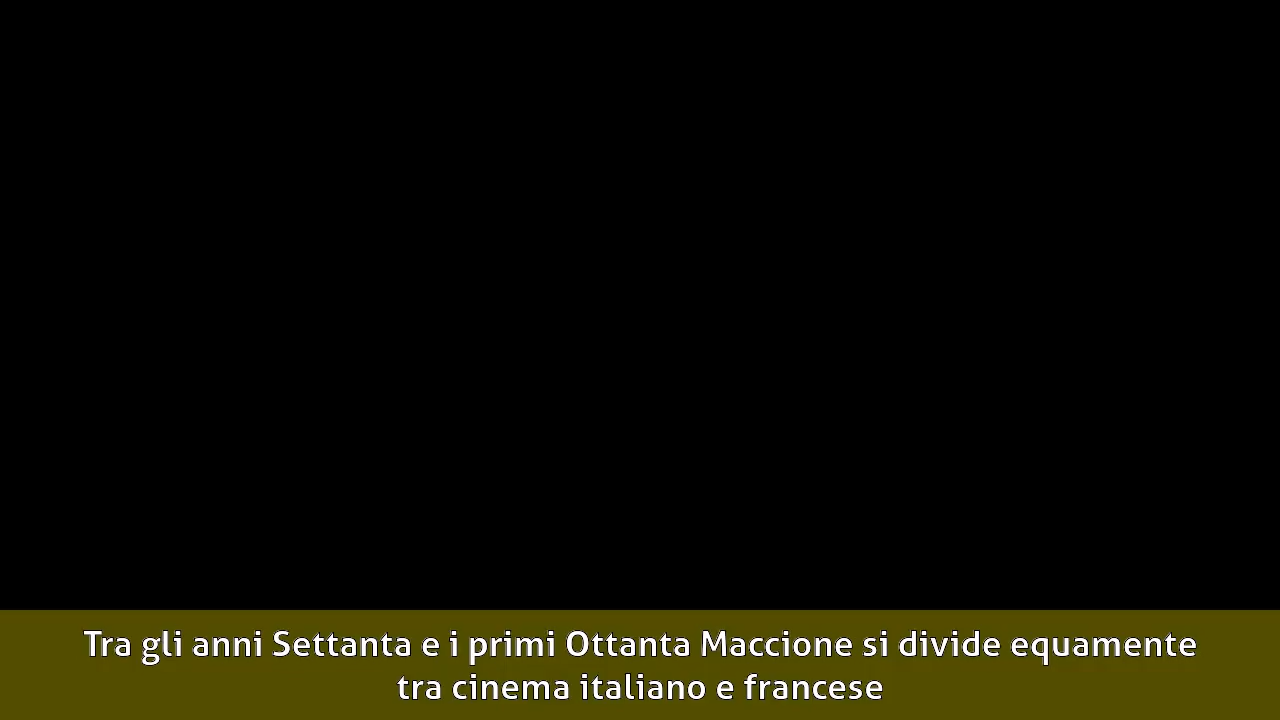 Tra gli anni Settanta e i primi Ottanta Maccione si divide equamente
tra cinema italiano e francese